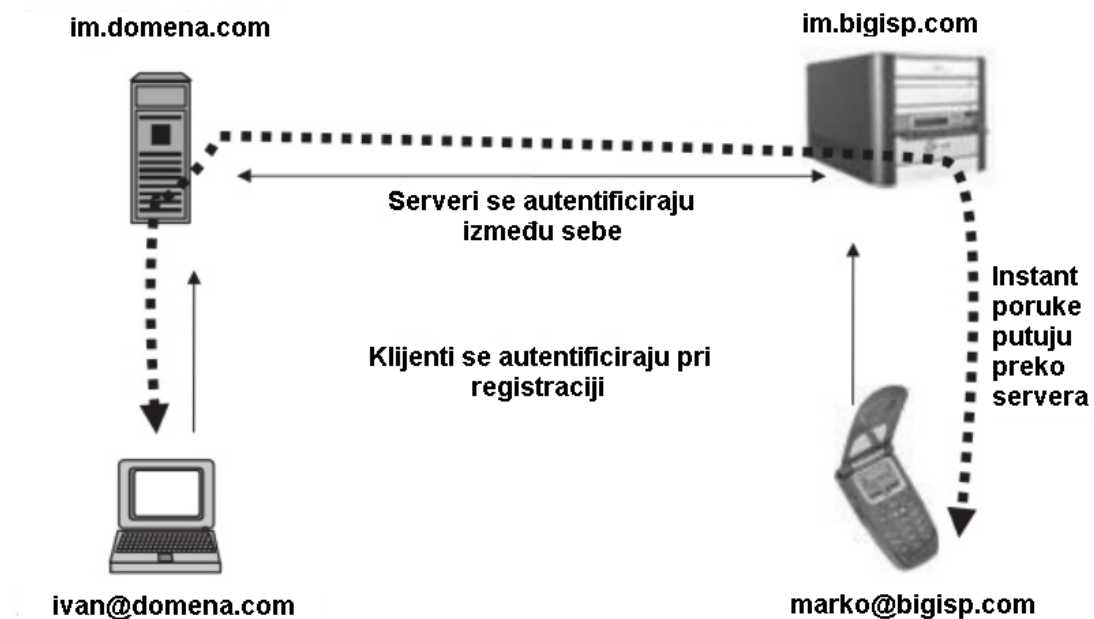 im.domena.com
im.bigisp.com
Serveri se autentificiraju
između sebe
Instant
poruke
putuju
preko
servera
Klijenti se autentificiraju pri
registraciji
ivan@domena.com
marko@bigisp.com